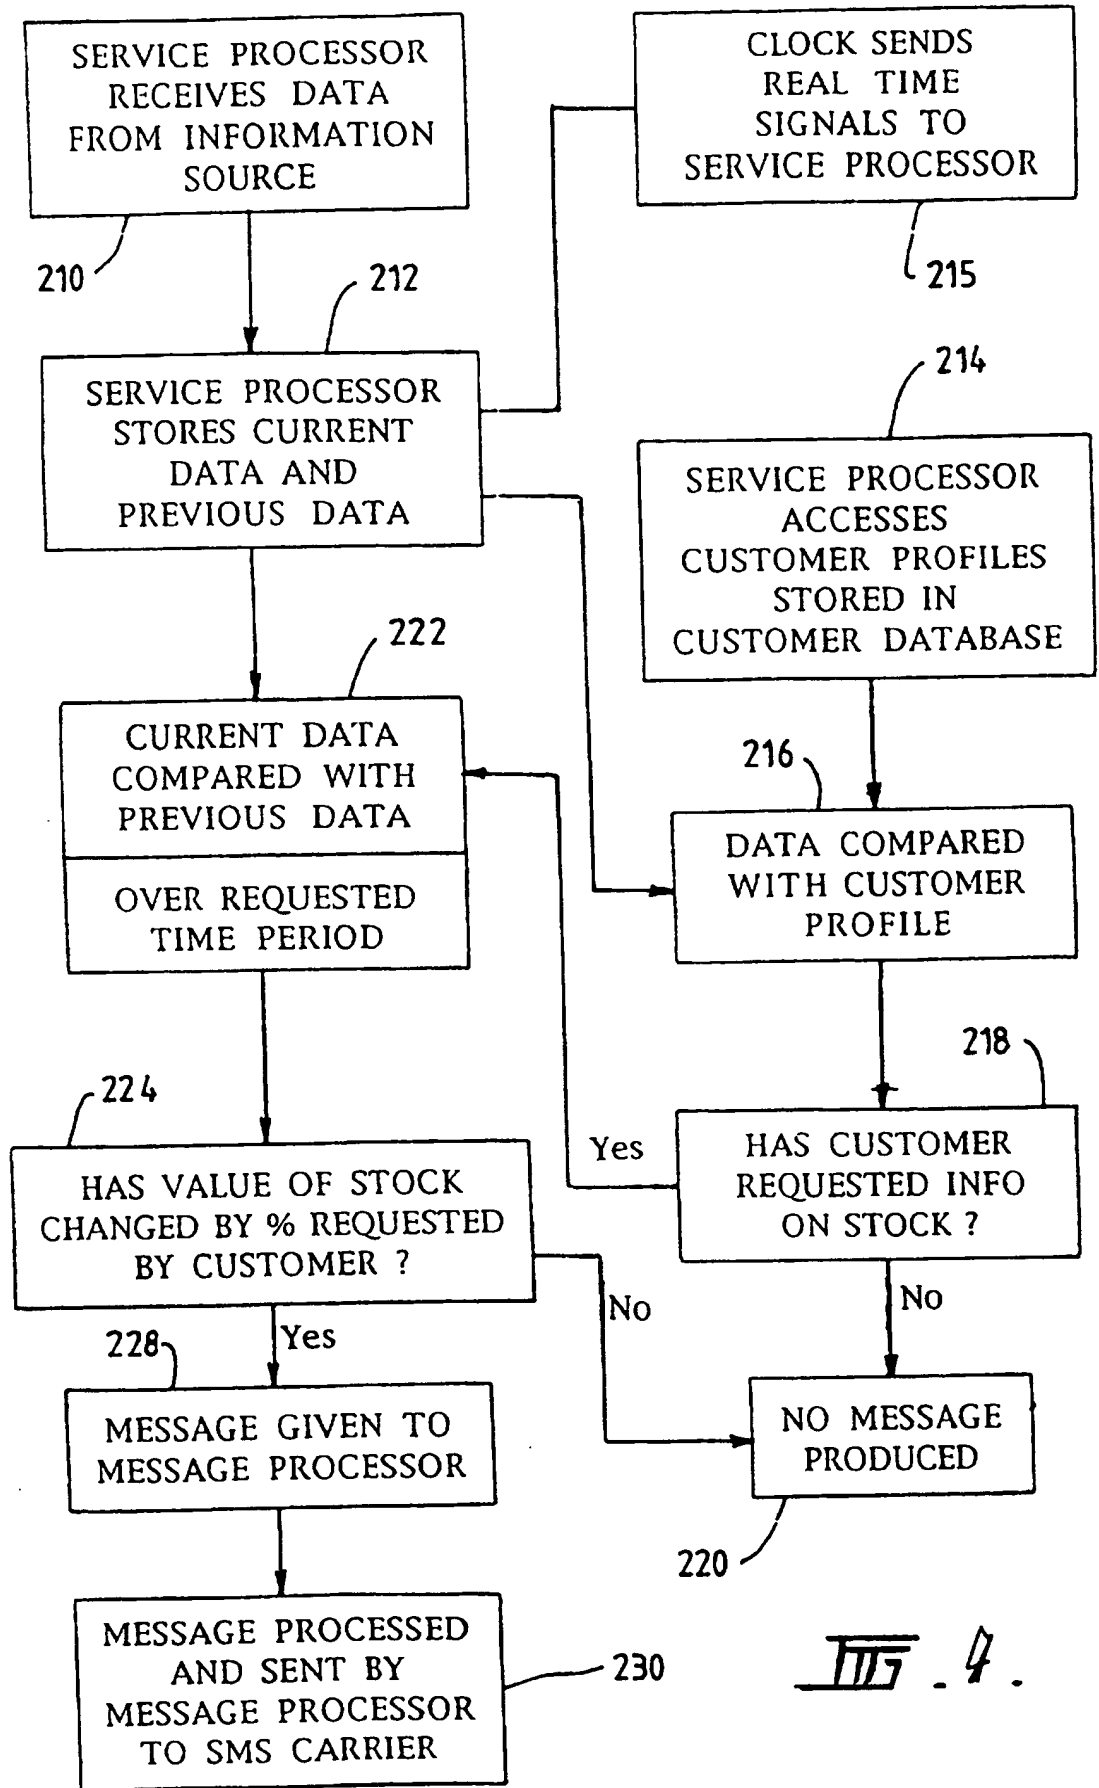 SERVICE PROCESSOR
RECEIVES DATA
FROM INFORMATION
SOURCE
210
CLOCK SENDS
REAL TIME
SIGNALS TO
SERVICE PROCESSOR
215
212
SERVICE PROCESSOR
STORES CURRENT
DATA AND
PREVIOUS DATA
214
SERVICE PROCESSOR
ACCESSES
CUSTOMER PROFILES
STORED IN
CUSTOMER DATABASE
222
CURRENT DATA
COMPARED WITH
PREVIOUS DATA
OVER REQUESTED
TIME PERIOD
216
DATA COMPARED
WITH CUSTOMER
PROFILE
218
HAS CUSTOMER
REQUESTED INFO
ON STOCK ?
Yes
No
224
HAS VALUE OF STOCK
CHANGED BY % REQUESTED
BY CUSTOMER ?
Yes
No
228
MESSAGE GIVEN TO
MESSAGE PROCESSOR
NO MESSAGE
PRODUCED
220
MESSAGE PROCESSED
AND SENT BY
MESSAGE PROCESSOR
TO SMS CARRIER
230
FIG . 4 .